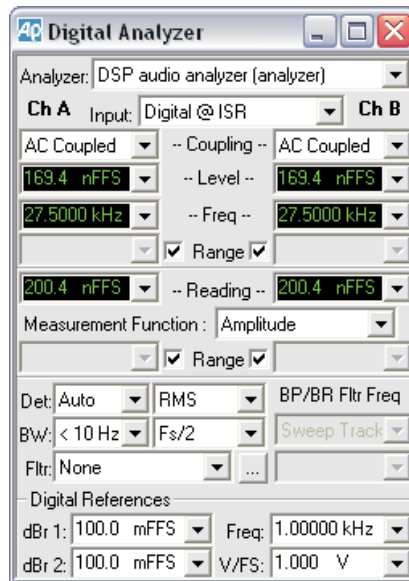 Ap Digital Analyzer
Analyzer: DSP audio analyzer (analyzer)
Ch A Input: Digital @ ISR Ch B
AC Coupled -- Coupling -- AC Coupled
169.4 nFFS -- Level -- 169.4 nFFS
27.5000 kHz -- Freq -- 27.5000 kHz
Range
200.4 nFFS -- Reading -- 200.4 nFFS
Measurement Function : Amplitude
Range
Det: Auto RMS BP/BR Fltr Freq
BW: < 10 Hz Fs/2 Sweep Track
Fltr: None ...
Digital References
dBr 1: 100.0 mFFS Freq: 1.00000 kHz
dBr 2: 100.0 mFFS V/FS: 1.000 V